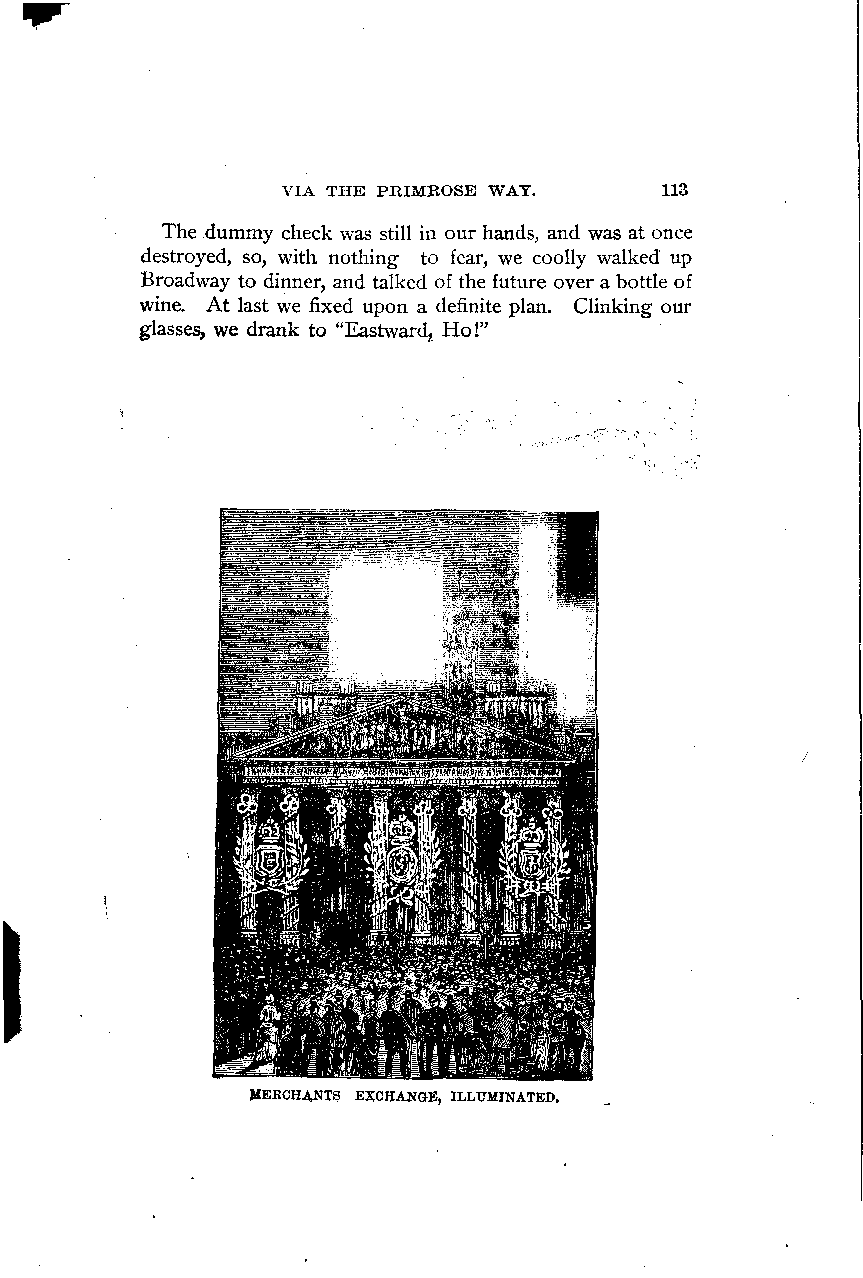 VIA THE PRIMROSE WAY. 113
The dummy check was still in our hands, and was at once
destroyed, so, with nothing to fear, we coolly walked up
Broadway to dinner, and talked of the future over a bottle of
wine. At last we fixed upon a definite plan. Clinking our
glasses, we drank to “Eastward, Ho!”
MERCHANTS EXCHANGE, ILLUMINATED.